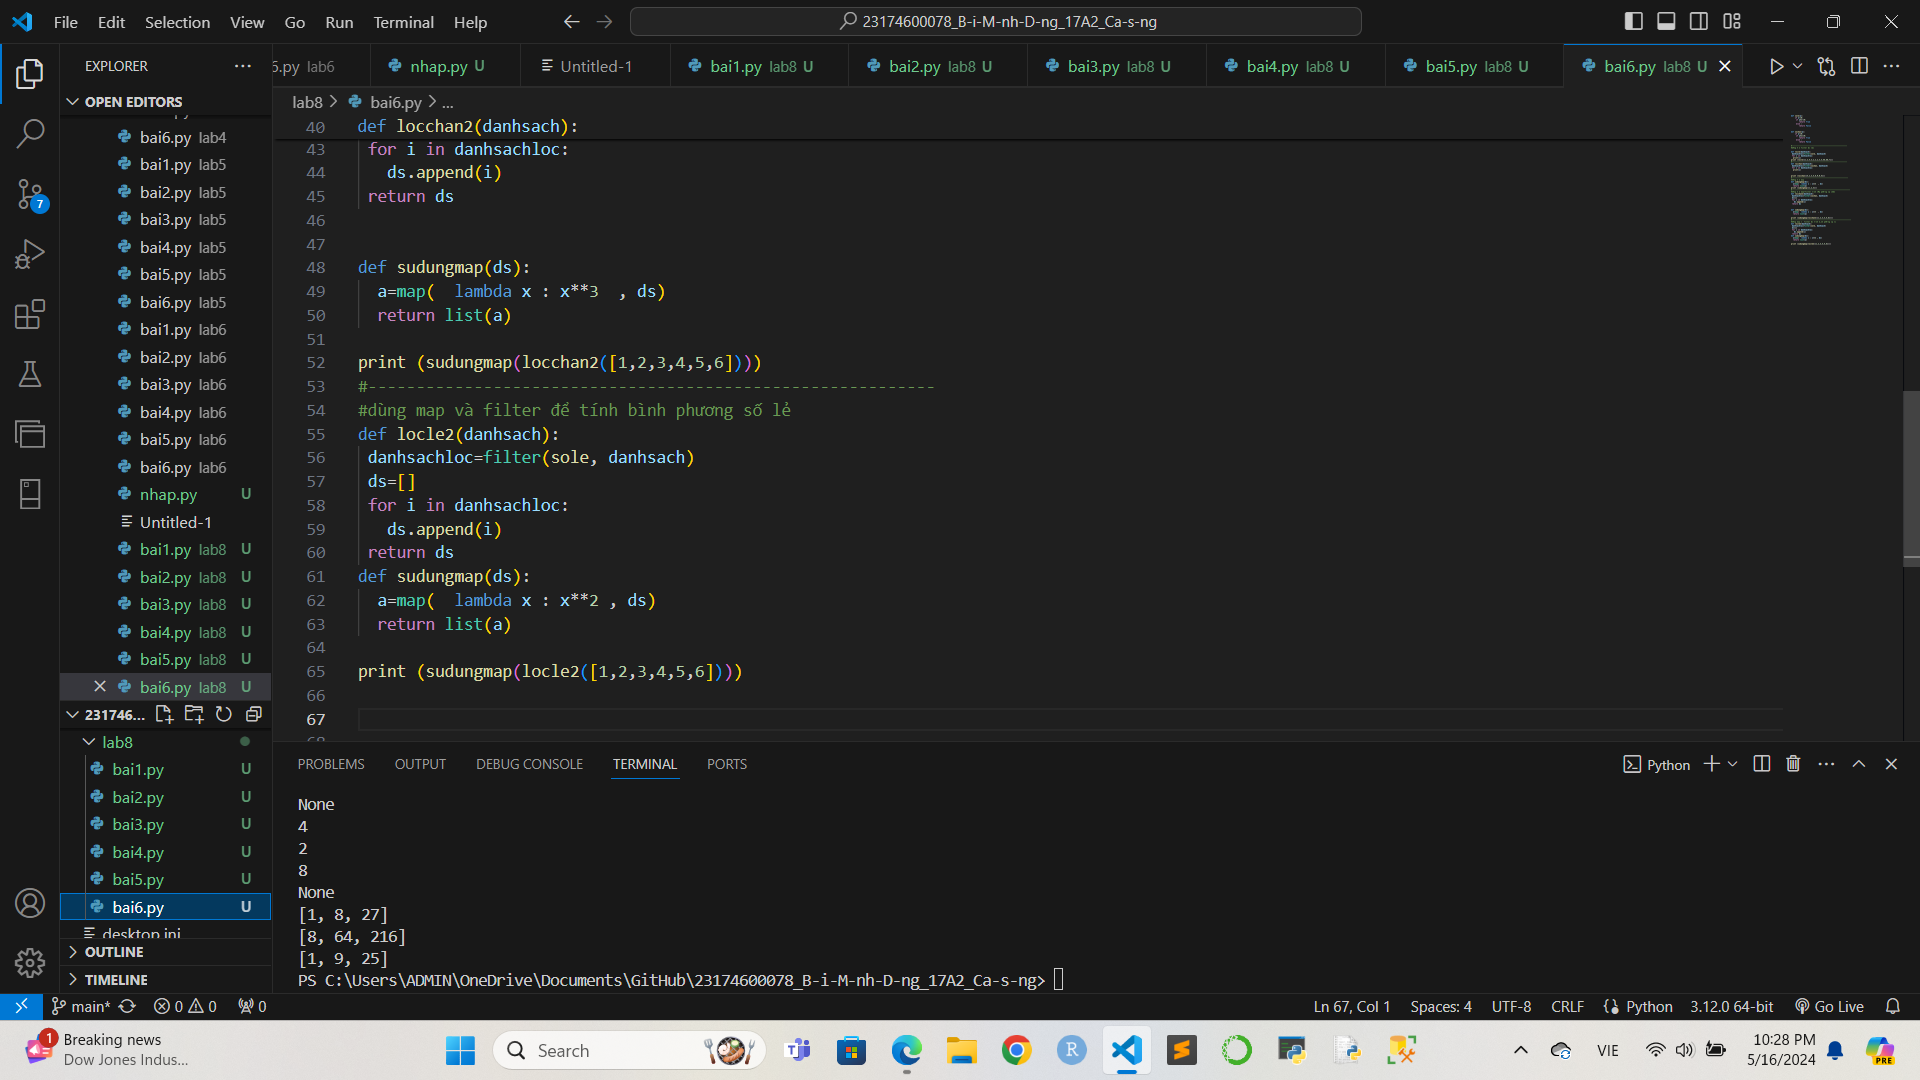 File Edit Selection View Go Run Terminal Help
23174600078_B-i-M-nh-D-ng_17A2_Ca-s-ng
EXPLORER
6.py lab6
nhap.py U
Untitled-1
bai1.py lab8 U
bai2.py lab8 U
bai3.py lab8 U
bai4.py lab8 U
bai5.py lab8 U
bai6.py lab8 U
OPEN EDITORS
bai6.py lab4
bai1.py lab5
bai2.py lab5
bai3.py lab5
bai4.py lab5
bai5.py lab5
bai6.py lab5
bai1.py lab6
bai2.py lab6
bai3.py lab6
bai4.py lab6
bai5.py lab6
bai6.py lab6
nhap.py U
Untitled-1
bai1.py lab8 U
bai2.py lab8 U
bai3.py lab8 U
bai4.py lab8 U
bai5.py lab8 U
bai6.py lab8 U
231746...
lab8
bai1.py U
bai2.py U
bai3.py U
bai4.py U
bai5.py U
bai6.py U
desktop.ini
OUTLINE
TIMELINE
7
lab8 > bai6.py > ...
40 def locchan2(danhsach):
43 for i in danhsachloc:
44 ds.append(i)
45 return ds
46
47
48 def sudungmap(ds):
49 a=map(  lambda x : x**3  , ds)
50 return list(a)
51
52 print (sudungmap(locchan2([1,2,3,4,5,6])))
53 #-----------------------------------------------------------
54 #dùng map và filter để tính bình phương số lẻ
55 def locle2(danhsach):
56 danhsachloc=filter(sole, danhsach)
57 ds=[]
58 for i in danhsachloc:
59 ds.append(i)
60 return ds
61 def sudungmap(ds):
62 a=map(  lambda x : x**2 , ds)
63 return list(a)
64
65 print (sudungmap(locle2([1,2,3,4,5,6])))
66
67
68
PROBLEMS OUTPUT DEBUG CONSOLE TERMINAL PORTS
Python
None
4
2
8
None
[1, 8, 27]
[8, 64, 216]
[1, 9, 25]
PS C:\Users\ADMIN\OneDrive\Documents\GitHub\23174600078_B-i-M-nh-D-ng_17A2_Ca-s-ng>
main* 0 0 0
Ln 67, Col 1 Spaces: 4 UTF-8 CRLF Python 3.12.0 64-bit Go Live
1
Breaking news
Dow Jones Indus...
Search
R
VIE
10:28 PM
5/16/2024
PRE